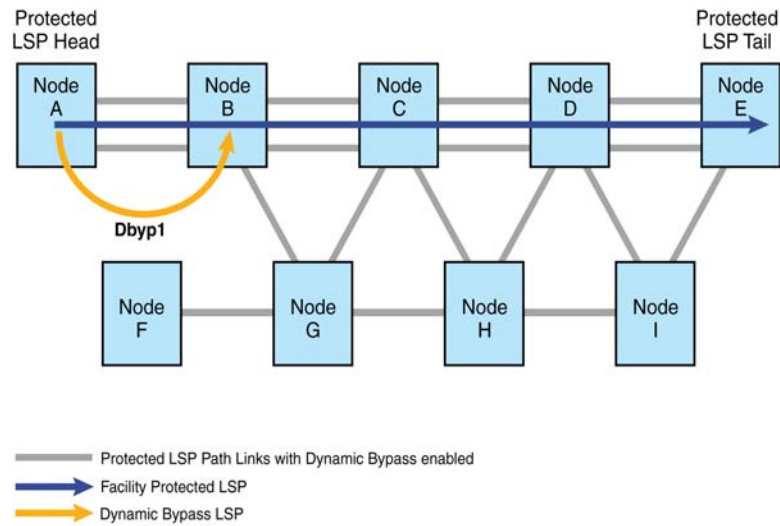 Protected
LSP Head
Protected
LSP Tail
Node
A
Node
B
Node
C
Node
D
Node
E
Dbyp1
Node
F
Node
G
Node
H
Node
I
Protected LSP Path Links with Dynamic Bypass enabled
Facility Protected LSP
Dynamic Bypass LSP